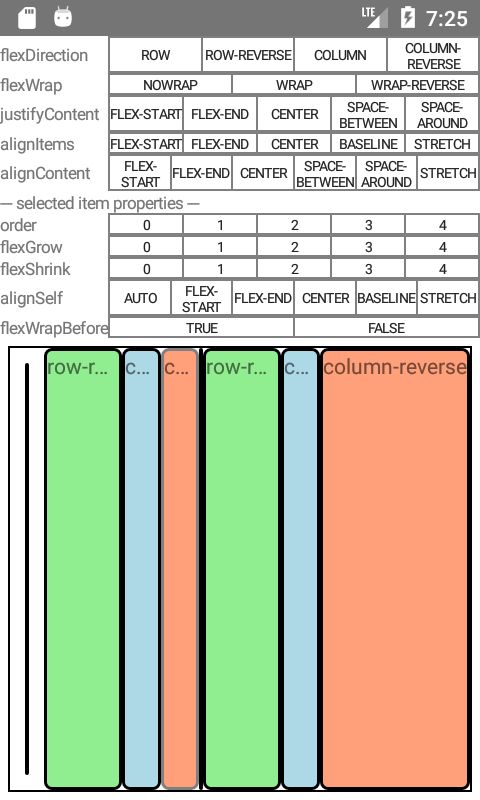 LTE 7:25
flexDirection ROW ROW-REVERSE COLUMN COLUMN-
REVERSE
flexWrap NOWRAP WRAP WRAP-REVERSE
justifyContent FLEX-START FLEX-END CENTER SPACE-
BETWEEN SPACE-
AROUND
alignItems FLEX-START FLEX-END CENTER BASELINE STRETCH
alignContent FLEX-
START FLEX-END CENTER SPACE-
BETWEEN SPACE-
AROUND STRETCH
--- selected item properties ---
order 0 1 2 3 4
flexGrow 0 1 2 3 4
flexShrink 0 1 2 3 4
alignSelf AUTO FLEX-
START FLEX-END CENTER BASELINE STRETCH
flexWrapBefore TRUE FALSE
row-r... c... c... row-r... c... column-reverse